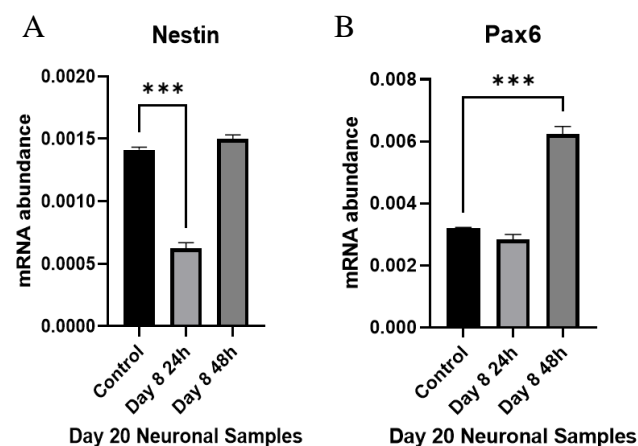 A
Nestin
0.0020
0.0015
0.0010
0.0005
0.0000
mRNA abundance
***
Control
Day 8 24h
Day 8 48h
Day 20 Neuronal Samples
B
Pax6
0.008
0.006
0.004
0.002
0.000
mRNA abundance
***
Control
Day 8 24h
Day 8 48h
Day 20 Neuronal Samples